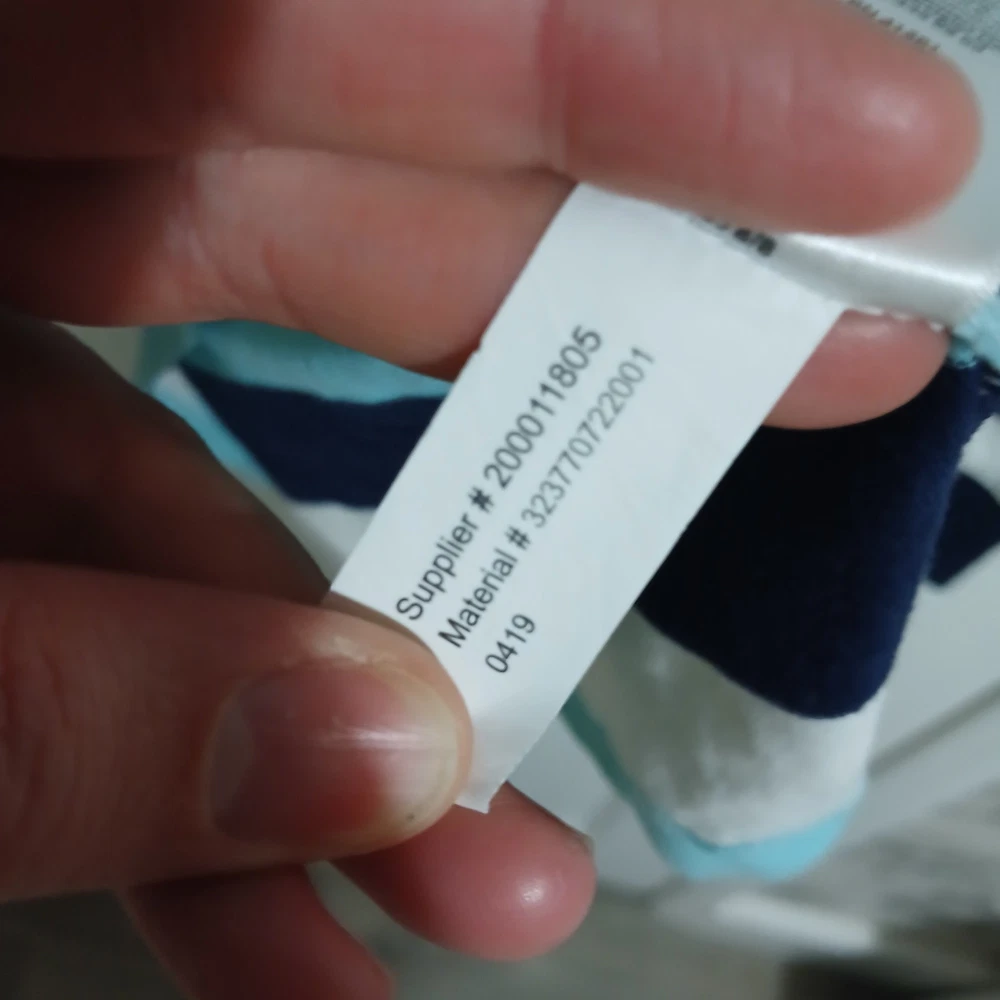 Supplier # 200011805
Material # 323770722001
0419